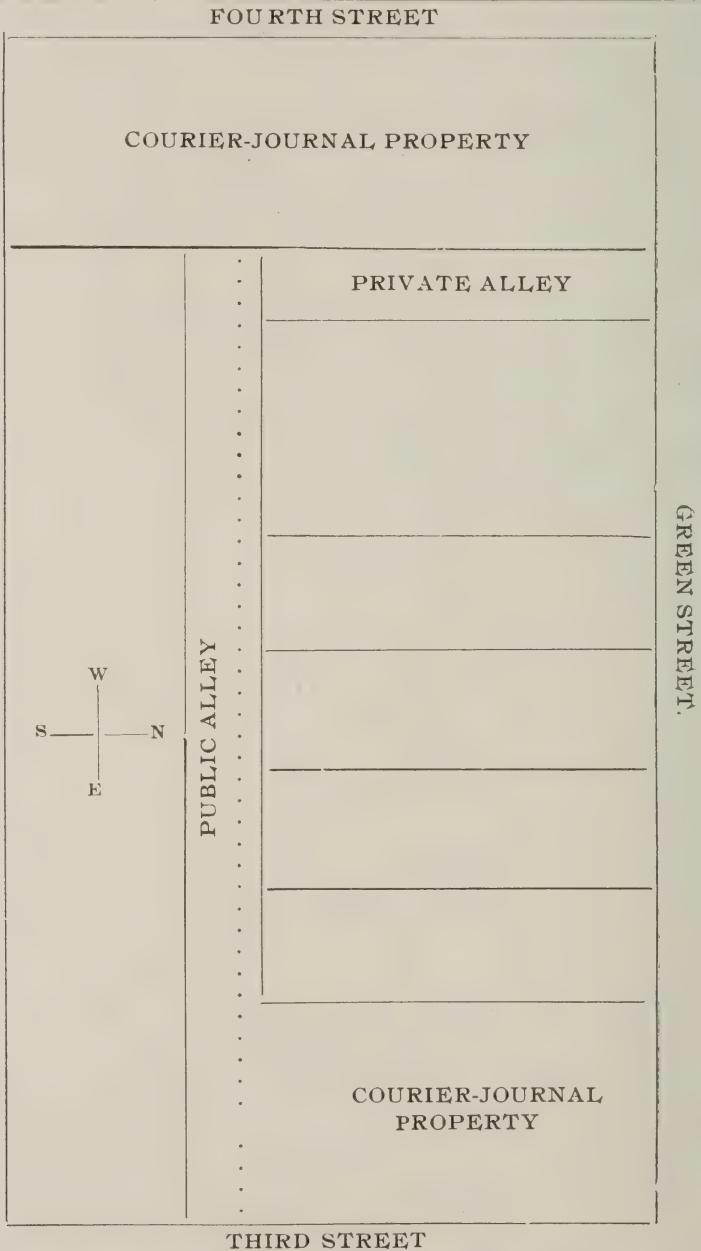 FOURTH STREET
COURIER-JOURNAL PROPERTY
PRIVATE ALLEY
GREEN STREET.
W
S N
E
PUBLIC ALLEY
COURIER-JOURNAL
PROPERTY
THIRD STREET